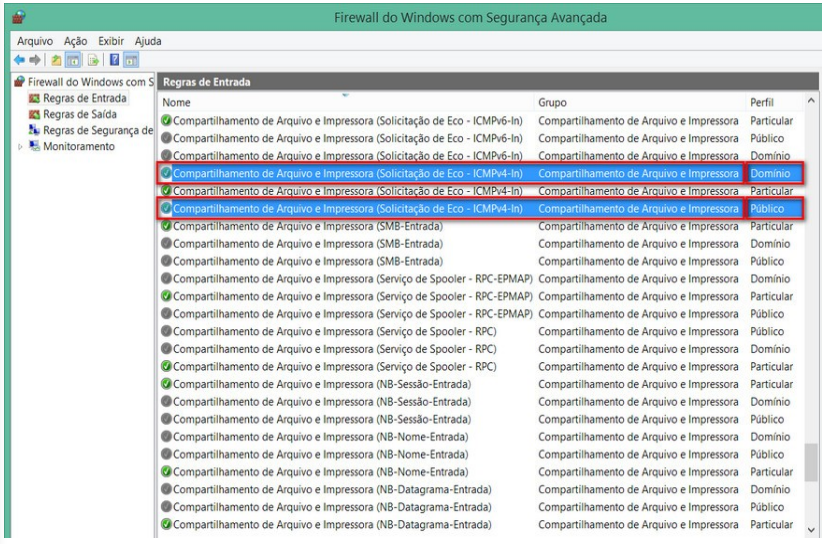 Firewall do Windows com Segurança Avançada
Arquivo Ação Exibir Ajuda
Firewall do Windows com S
Regras de Entrada
Regras de Saída
Regras de Segurança de
Monitoramento
Regras de Entrada
Nome Grupo Perfil
Compartilhamento de Arquivo e Impressora (Solicitação de Eco - ICMPv6-In) Compartilhamento de Arquivo e Impressora Particular
Compartilhamento de Arquivo e Impressora (Solicitação de Eco - ICMPv6-In) Compartilhamento de Arquivo e Impressora Público
Compartilhamento de Arquivo e Impressora (Solicitação de Eco - ICMPv6-In) Compartilhamento de Arquivo e Impressora Domínio
Compartilhamento de Arquivo e Impressora (Solicitação de Eco - ICMPv4-In) Compartilhamento de Arquivo e Impressora Domínio
Compartilhamento de Arquivo e Impressora (Solicitação de Eco - ICMPv4-In) Compartilhamento de Arquivo e Impressora Particular
Compartilhamento de Arquivo e Impressora (Solicitação de Eco - ICMPv4-In) Compartilhamento de Arquivo e Impressora Público
Compartilhamento de Arquivo e Impressora (SMB-Entrada) Compartilhamento de Arquivo e Impressora Particular
Compartilhamento de Arquivo e Impressora (SMB-Entrada) Compartilhamento de Arquivo e Impressora Domínio
Compartilhamento de Arquivo e Impressora (SMB-Entrada) Compartilhamento de Arquivo e Impressora Público
Compartilhamento de Arquivo e Impressora (Serviço de Spooler - RPC-EPMAP) Compartilhamento de Arquivo e Impressora Domínio
Compartilhamento de Arquivo e Impressora (Serviço de Spooler - RPC-EPMAP) Compartilhamento de Arquivo e Impressora Particular
Compartilhamento de Arquivo e Impressora (Serviço de Spooler - RPC-EPMAP) Compartilhamento de Arquivo e Impressora Público
Compartilhamento de Arquivo e Impressora (Serviço de Spooler - RPC) Compartilhamento de Arquivo e Impressora Público
Compartilhamento de Arquivo e Impressora (Serviço de Spooler - RPC) Compartilhamento de Arquivo e Impressora Domínio
Compartilhamento de Arquivo e Impressora (Serviço de Spooler - RPC) Compartilhamento de Arquivo e Impressora Particular
Compartilhamento de Arquivo e Impressora (NB-Sessão-Entrada) Compartilhamento de Arquivo e Impressora Particular
Compartilhamento de Arquivo e Impressora (NB-Sessão-Entrada) Compartilhamento de Arquivo e Impressora Domínio
Compartilhamento de Arquivo e Impressora (NB-Sessão-Entrada) Compartilhamento de Arquivo e Impressora Público
Compartilhamento de Arquivo e Impressora (NB-Nome-Entrada) Compartilhamento de Arquivo e Impressora Domínio
Compartilhamento de Arquivo e Impressora (NB-Nome-Entrada) Compartilhamento de Arquivo e Impressora Público
Compartilhamento de Arquivo e Impressora (NB-Nome-Entrada) Compartilhamento de Arquivo e Impressora Particular
Compartilhamento de Arquivo e Impressora (NB-Datagrama-Entrada) Compartilhamento de Arquivo e Impressora Domínio
Compartilhamento de Arquivo e Impressora (NB-Datagrama-Entrada) Compartilhamento de Arquivo e Impressora Público
Compartilhamento de Arquivo e Impressora (NB-Datagrama-Entrada) Compartilhamento de Arquivo e Impressora Particular